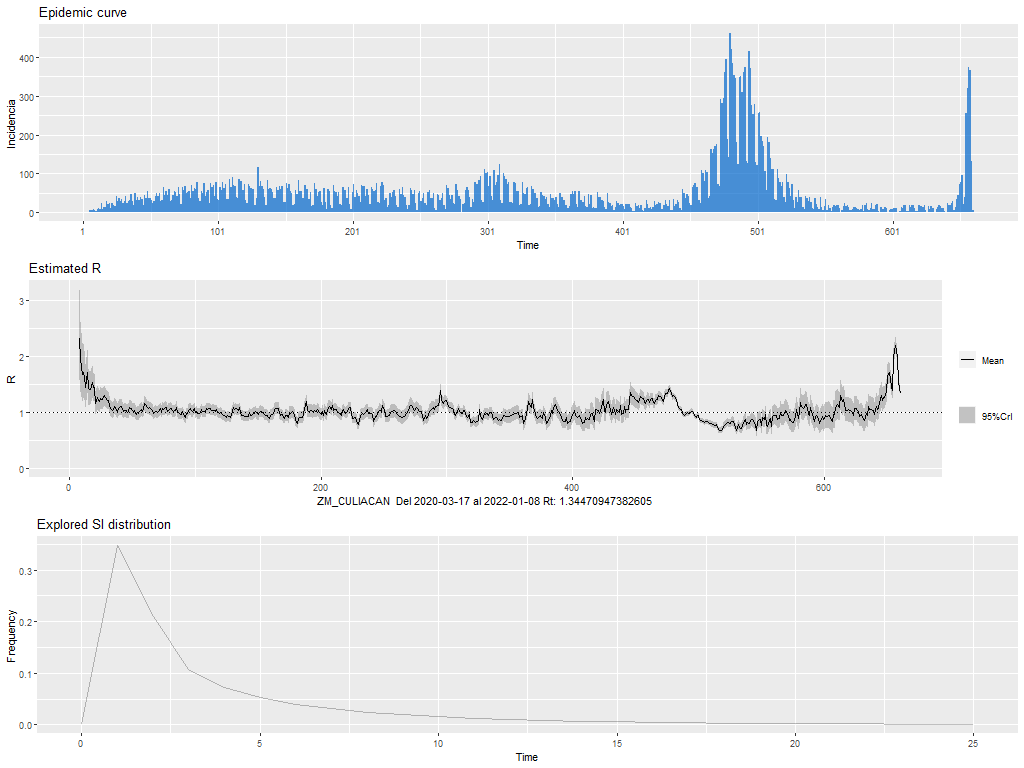 Epidemic curve
Incidencia
400
300
200
100
0
1 101 201 301 401 501 601
Time
Estimated R
R
3
2
1
0
0 200 400 600
ZM_CULIACAN Del 2020-03-17 al 2022-01-08 Rt: 1.34470947382605
Mean
95%CrI
Explored SI distribution
Frequency
0.3
0.2
0.1
0.0
0 5 10 15 20 25
Time